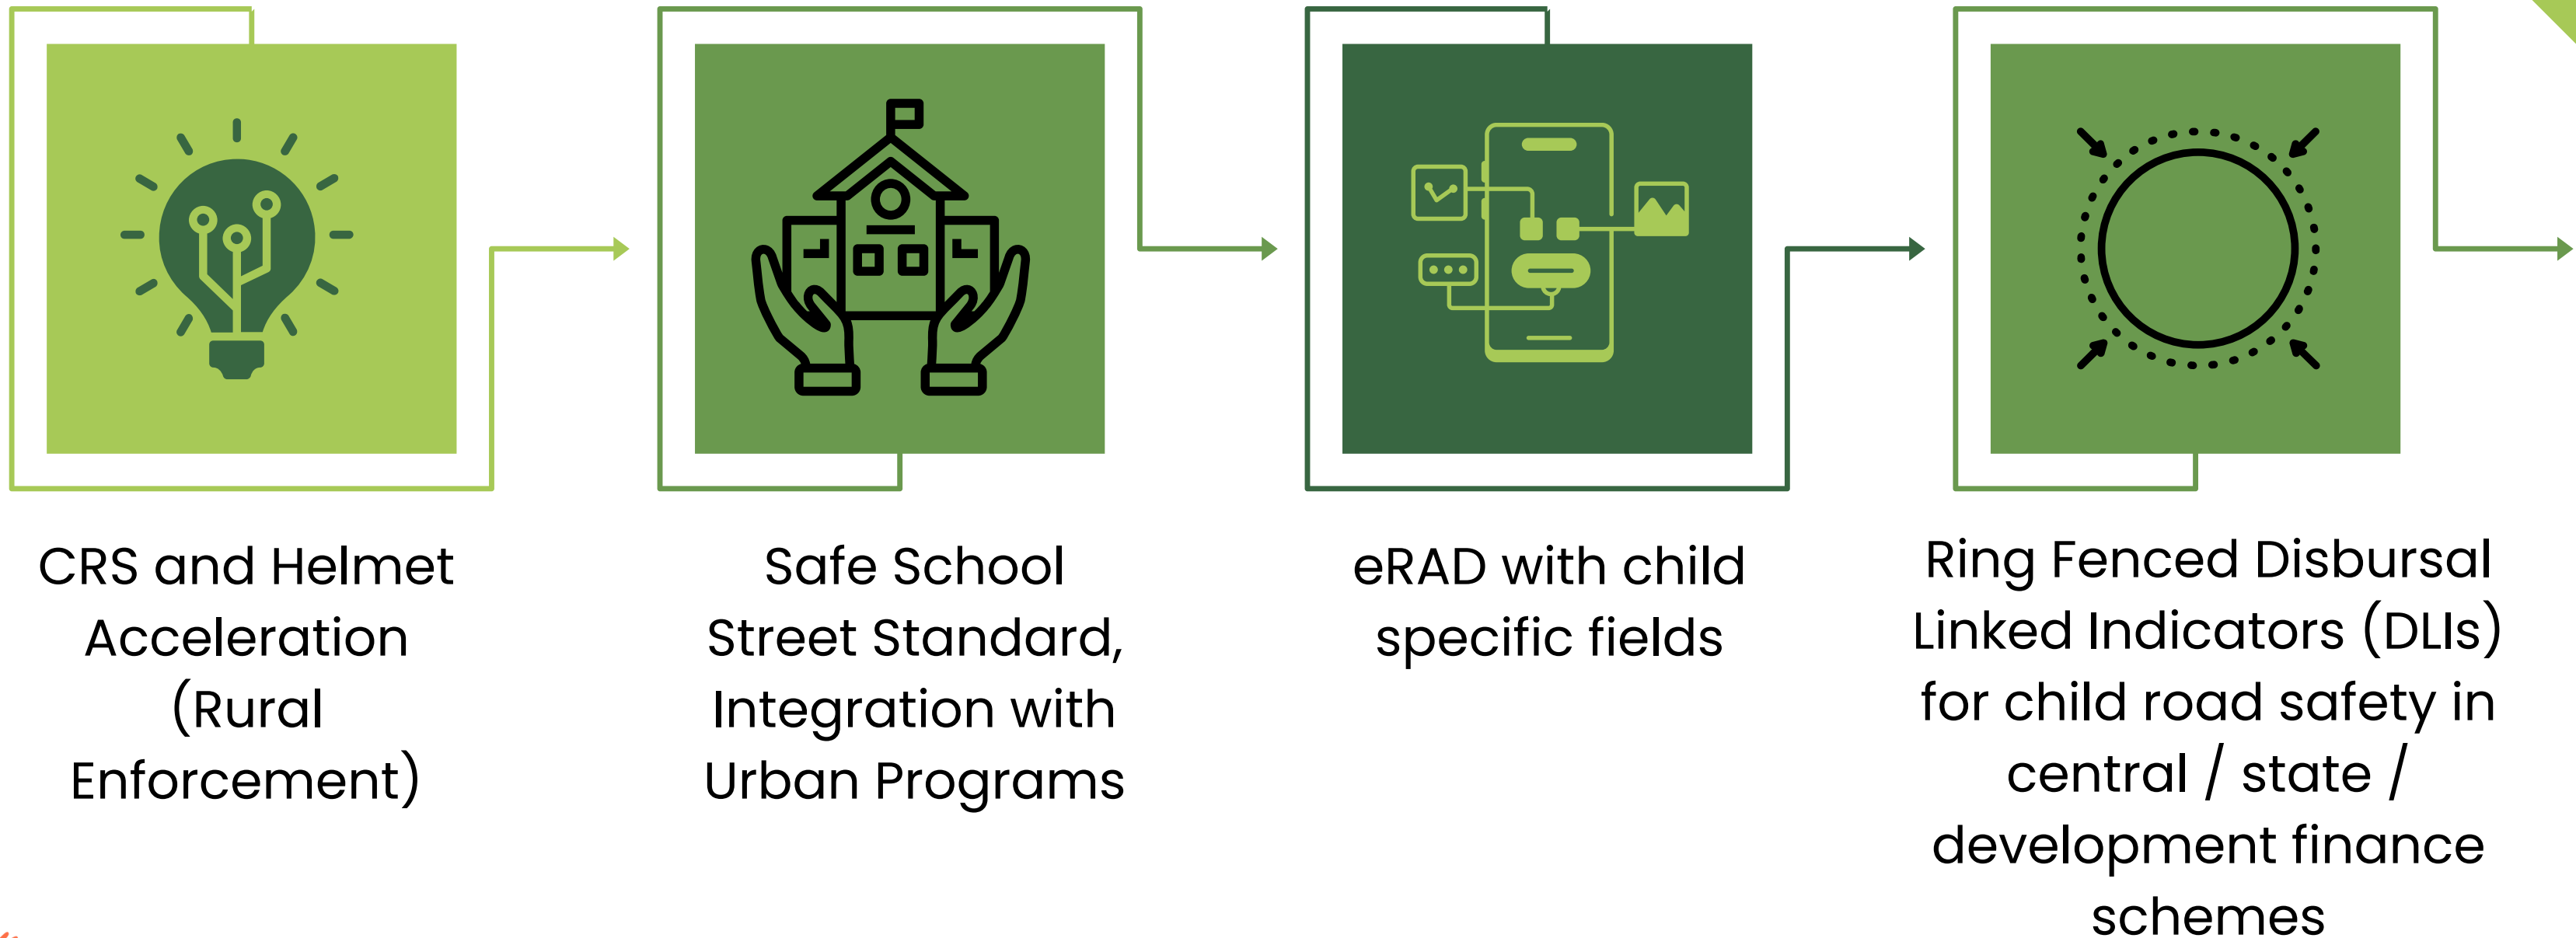 CRS and Helmet
Acceleration
(Rural
Enforcement)
Safe School
Street Standard,
Integration with
Urban Programs
eRAD with child
specific fields
Ring Fenced Disbursal
Linked Indicators (DLIs)
for child road safety in
central / state /
development finance
schemes